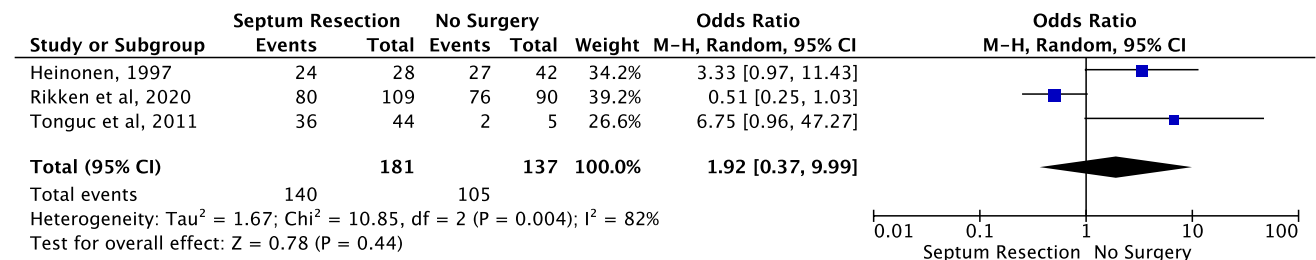 Septum Resection No Surgery Odds Ratio Odds Ratio
Study or Subgroup Events Total Events Total Weight M-H, Random, 95% CI M-H, Random, 95% CI
Heinonen, 1997 24 28 27 42 34.2% 3.33 [0.97, 11.43]
Rikken et al, 2020 80 109 76 90 39.2% 0.51 [0.25, 1.03]
Tonguc et al, 2011 36 44 2 5 26.6% 6.75 [0.96, 47.27]
Total (95% CI) 181 137 100.0% 1.92 [0.37, 9.99]
Total events 140 105
Heterogeneity: Tau² = 1.67; Chi² = 10.85, df = 2 (P = 0.004); I² = 82%
Test for overall effect: Z = 0.78 (P = 0.44)
0.01 0.1 1 10 100
Septum Resection No Surgery